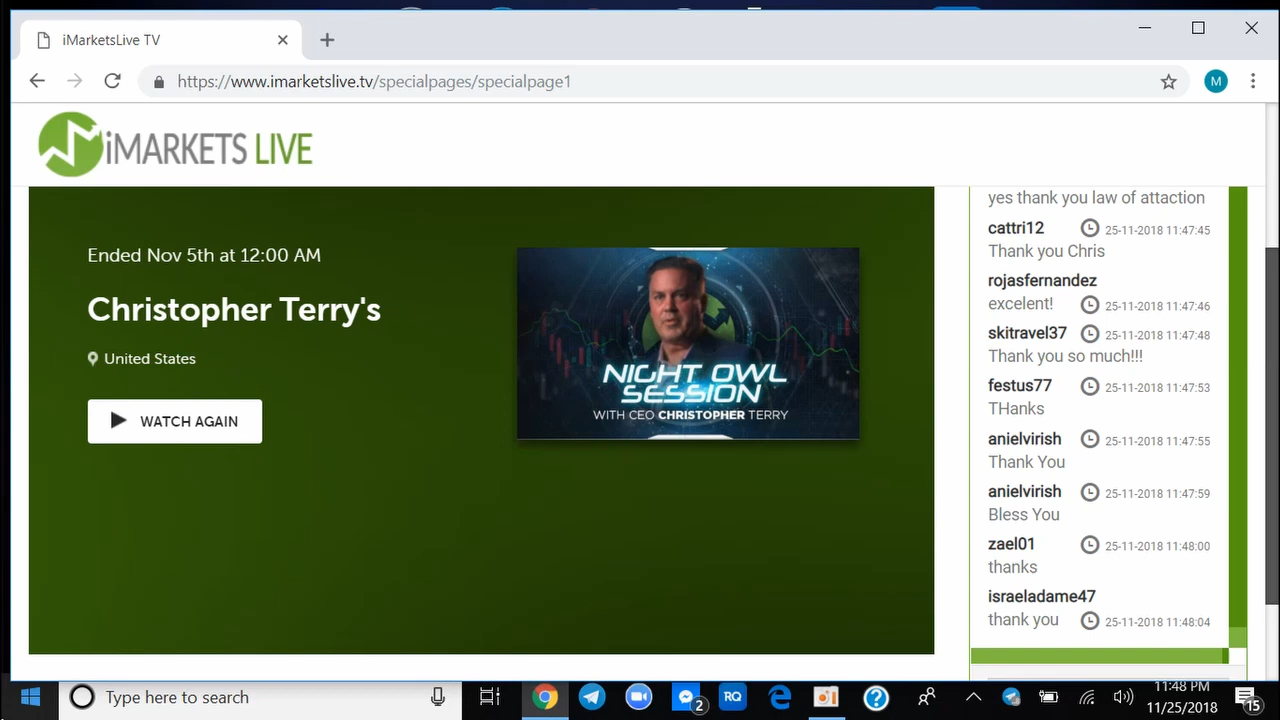 iMarketsLive TV
https://www.imarketslive.tv/specialpages/specialpage1
M
iMARKETS LIVE
Ended Nov 5th at 12:00 AM
Christopher Terry's
United States
WATCH AGAIN
NIGHT OWL
SESSION
WITH CEO CHRISTOPHER TERRY
yes thank you law of attaction
cattri12 25-11-2018 11:47:45
Thank you Chris
rojasfernandez
excelent! 25-11-2018 11:47:46
skitravel37 25-11-2018 11:47:48
Thank you so much!!!
festus77 25-11-2018 11:47:53
THanks
anielvirish 25-11-2018 11:47:55
Thank You
anielvirish 25-11-2018 11:47:59
Bless You
zael01 25-11-2018 11:48:00
thanks
israeladame47
thank you 25-11-2018 11:48:04
Type here to search
2
RQ
11:48 PM
11/25/2018
15